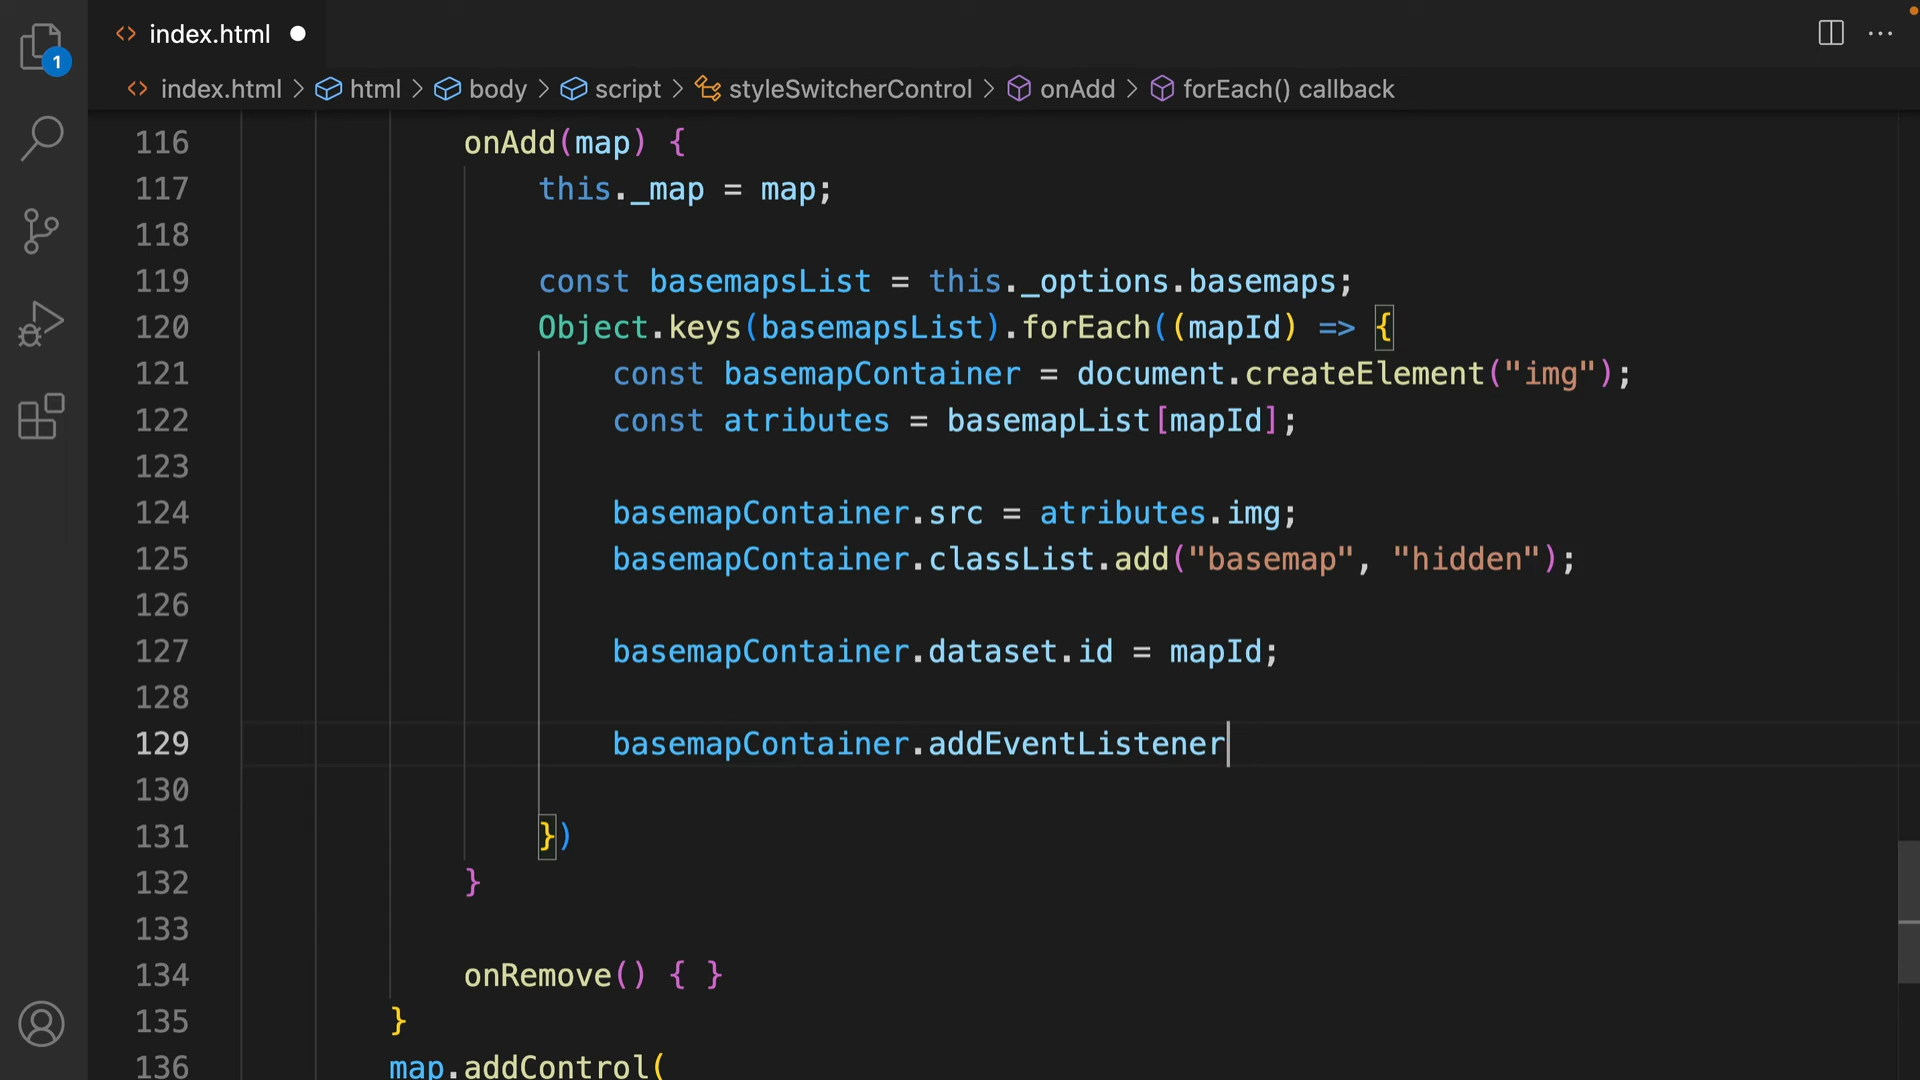 index.html
1
index.html > html > body > script > styleSwitcherControl > onAdd > forEach() callback
116 onAdd(map) {
117 this._map = map;
118
119 const basemapsList = this._options.basemaps;
120 Object.keys(basemapsList).forEach((mapId) => {
121 const basemapContainer = document.createElement("img");
122 const atributes = basemapList[mapId];
123
124 basemapContainer.src = atributes.img;
125 basemapContainer.classList.add("basemap", "hidden");
126
127 basemapContainer.dataset.id = mapId;
128
129 basemapContainer.addEventListener
130
131 })
132 }
133
134 onRemove() { }
135 }
136 map.addControl(